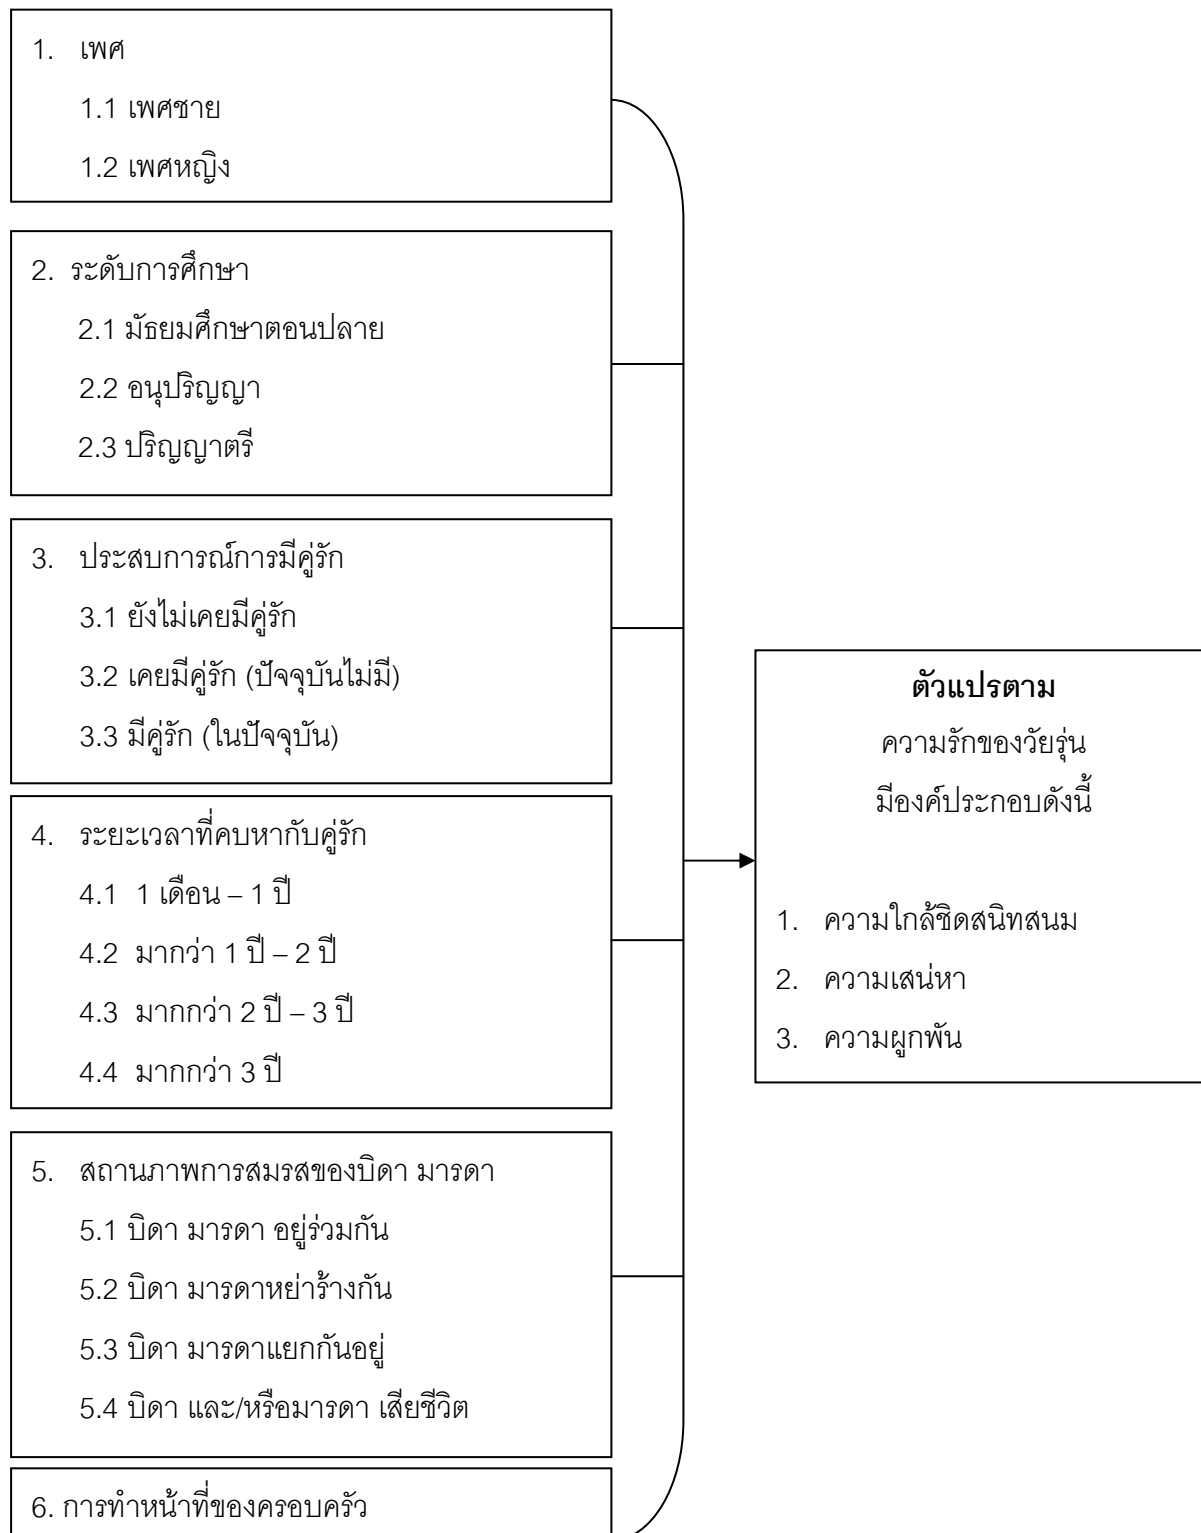 1. เพศ
1.1 เพศชาย
1.2 เพศหญิง
2. ระดับการศึกษา
2.1 มัธยมศึกษาตอนปลาย
2.2 อนุปริญญา
2.3 ปริญญาตรี
3. ประสบการณ์การมีคู่รัก
3.1 ยังไม่เคยมีคู่รัก
3.2 เคยมีคู่รัก (ปัจจุบันไม่มี)
3.3 มีคู่รัก (ในปัจจุบัน)
4. ระยะเวลาที่คบหากับคู่รัก
4.1 1 เดือน – 1 ปี
4.2 มากว่า 1 ปี – 2 ปี
4.3 มากกว่า 2 ปี – 3 ปี
4.4 มากกว่า 3 ปี
5. สถานภาพการสมรสของบิดา มารดา
5.1 บิดา มารดา อยู่ร่วมกัน
5.2 บิดา มารดาหย่าร้างกัน
5.3 บิดา มารดาแยกกันอยู่
5.4 บิดา และ/หรือมารดา เสียชีวิต
6. การทำหน้าที่ของครอบครัว
ตัวแปรตาม
ความรักของวัยรุ่น
มีองค์ประกอบดังนี้
1. ความใกล้ชิดสนิทสนม
2. ความเสน่หา
3. ความผูกพัน